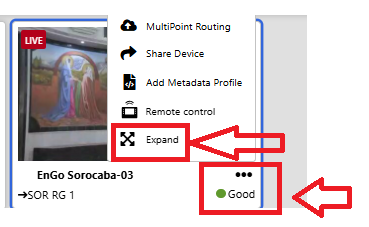 LIVE
MultiPoint Routing
Share Device
Add Metadata Profile
Remote control
Expand
EnGo Sorocaba-03
➔SOR RG 1
Good